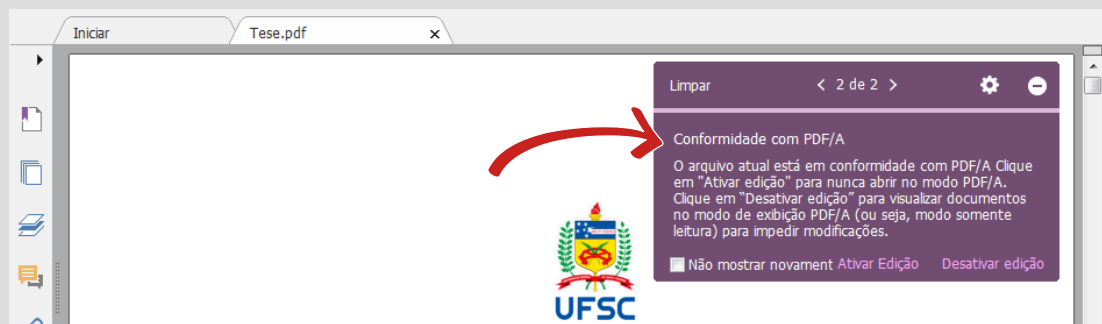 Iniciar
Tese.pdf
x
Limpar
< 2 de 2 >
Conformidade com PDF/A
O arquivo atual está em conformidade com PDF/A Clique
em "Ativar edição" para nunca abrir no modo PDF/A.
Clique em “Desativar edição” para visualizar documentos
no modo de exibição PDF/A (ou seja, modo somente
leitura) para impedir modificações.
Não mostrar novament Ativar Edição Desativar edição
UFSC